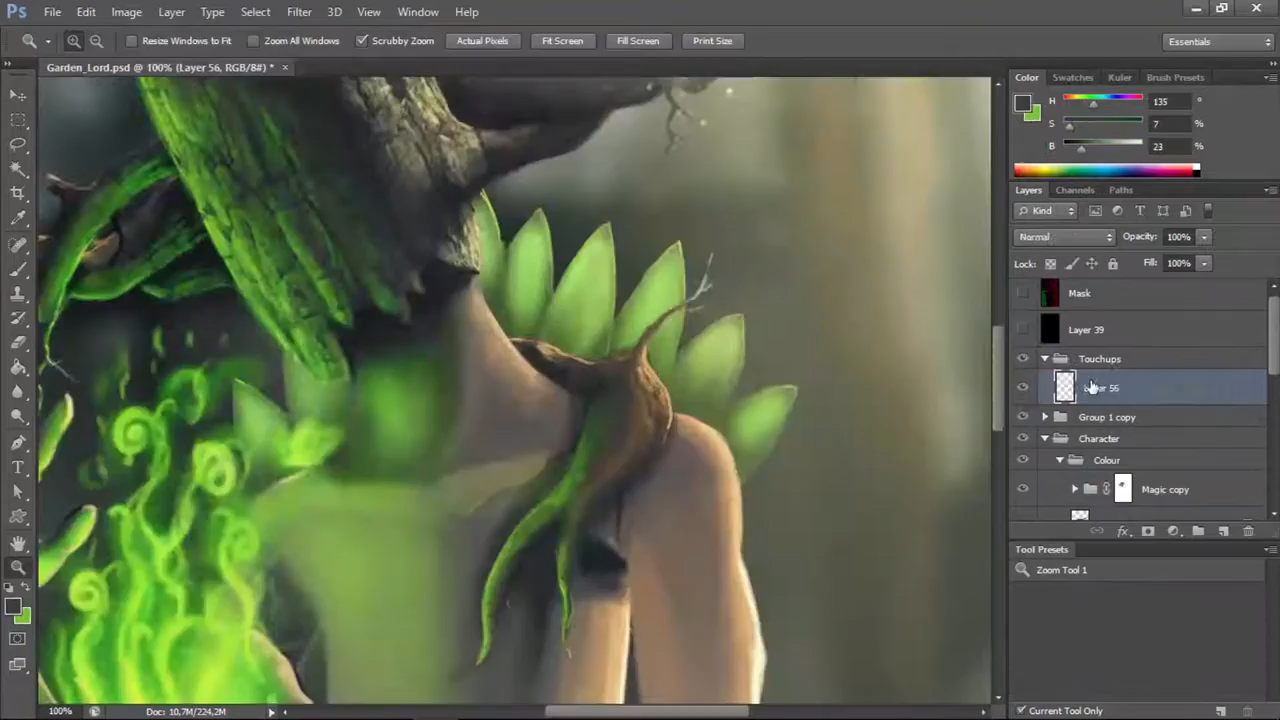 Ps File Edit Image Layer Type Select Filter 3D View Window Help
Resize Windows to Fit Zoom All Windows Scrubby Zoom Actual Pixels Fit Screen Fill Screen Print Size Essentials
Garden_Lord.psd @ 100% (Layer 56, RGB/8#) * ×
Color Swatches Kuler Brush Presets
H 135 °
S 7 %
B 23 %
Layers Channels Paths
Kind
Normal Opacity: 100%
Lock: Fill: 100%
Mask
Layer 39
Touchups
56
Group 1 copy
Character
Colour
Magic copy
fx
Tool Presets
Zoom Tool 1
100% Doc: 10,7M/224,2M
Current Tool Only